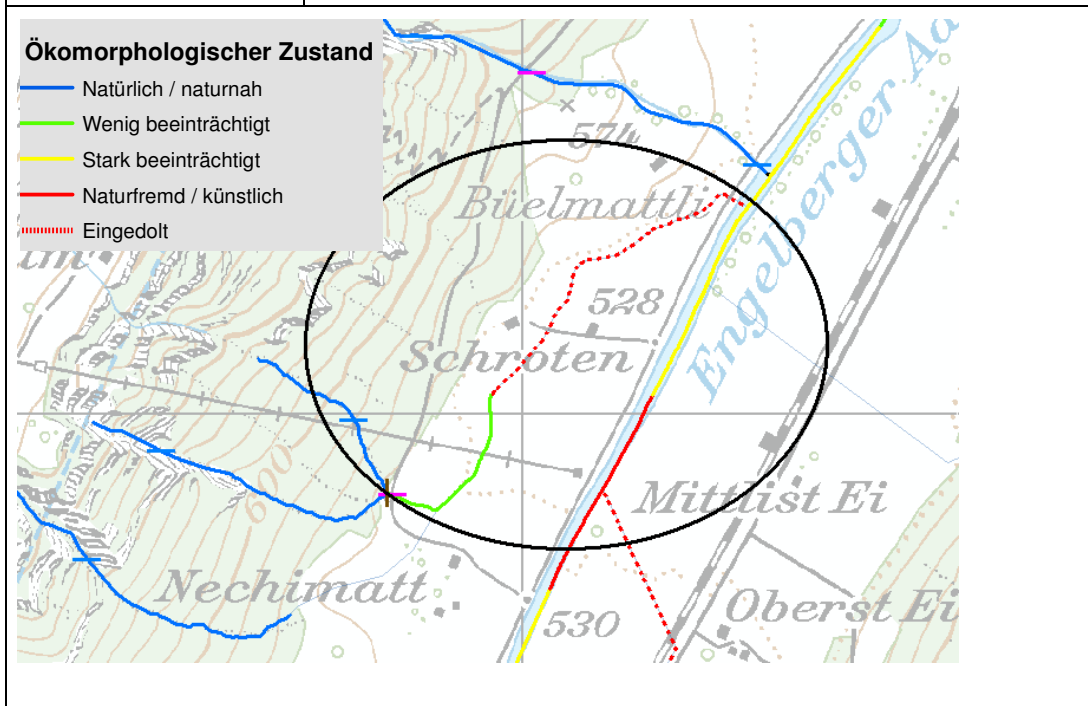 Ökomorphologischer Zustand
Natürlich / naturnah
Wenig beeinträchtigt
Stark beeinträchtigt
Naturfremd / künstlich
Eingedolt
574
Büelmattli
Engelberger Aa
528
Schroten
600
Mittlist Ei
Nechimatt
Oberst Ei
530